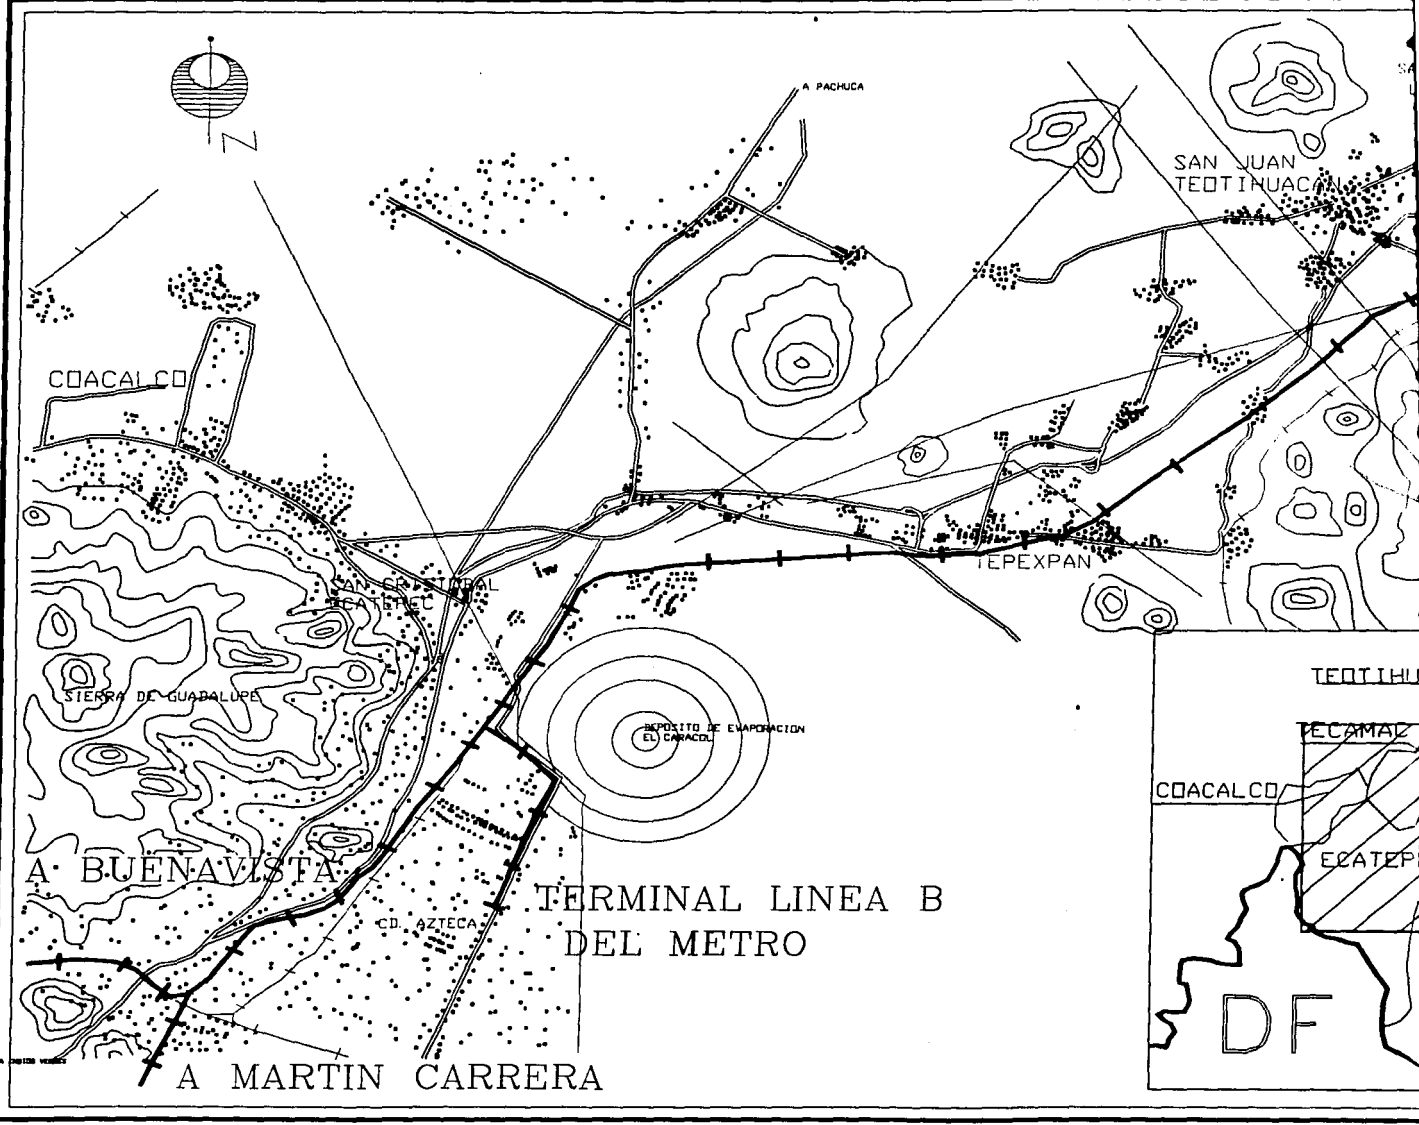 A PACHUCA
Z
SAN JUAN
TEOTIHUACAN
COACALCO
SAN CRISTOBAL
ECATEPEC
TEPEXPAN
SIERRA DE GUADALUPE
DEPOSITO DE EVAPORACION
EL CARACOL
TEOTIHU
TECAMAC
COACALCO
ECATEP
DF
A BUENAVISTA
TERMINAL LINEA B
DEL METRO
CD. AZTECA
A MARTIN CARRERA